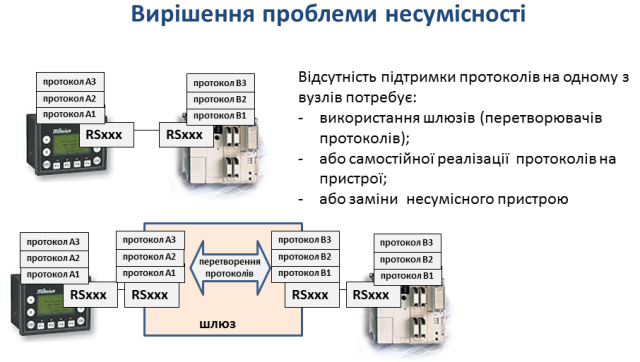 Вирішення проблеми несумісності
протокол А3
протокол А2
протокол А1
RSxxx
протокол В3
протокол В2
протокол В1
RSxxx
Millenium
Відсутність підтримки протоколів на одному з
вузлів потребує:
- використання шлюзів (перетворювачів
протоколів);
- або самостійної реалізації протоколів на
пристрої;
- або заміни несумісного пристрою
протокол А3
протокол А2
протокол А1
RSxxx
протокол А3
протокол А2
протокол А1
RSxxx
перетворення
протоколів
протокол В3
протокол В2
протокол В1
RSxxx
протокол В3
протокол В2
протокол В1
RSxxx
шлюз